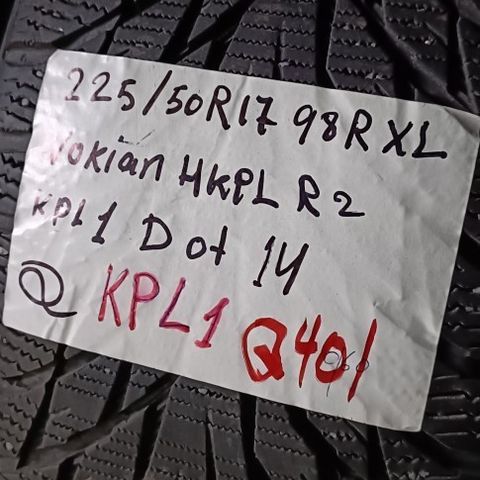 225/50R17 98R XL
Nokian HKPL R2
KPL1 Dot 14
KPL1 Q401